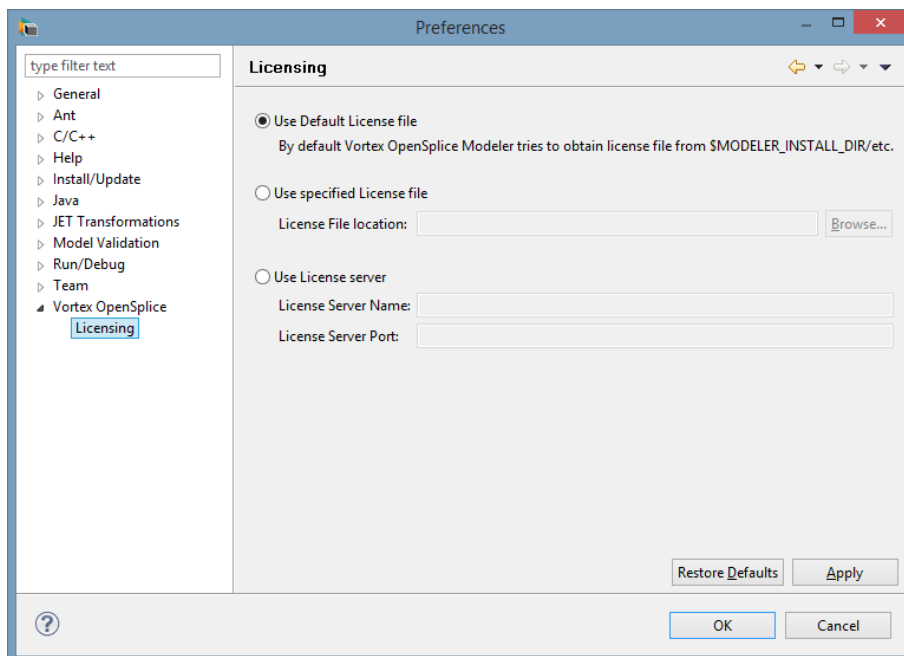 Preferences
type filter text
General
Ant
C/C++
Help
Install/Update
Java
JET Transformations
Model Validation
Run/Debug
Team
Vortex OpenSplice
Licensing
Licensing
Use Default License file
By default Vortex OpenSplice Modeler tries to obtain license file from $MODELER_INSTALL_DIR/etc.
Use specified License file
License File location:
Browse...
Use License server
License Server Name:
License Server Port:
Restore Defaults
Apply
?
OK
Cancel